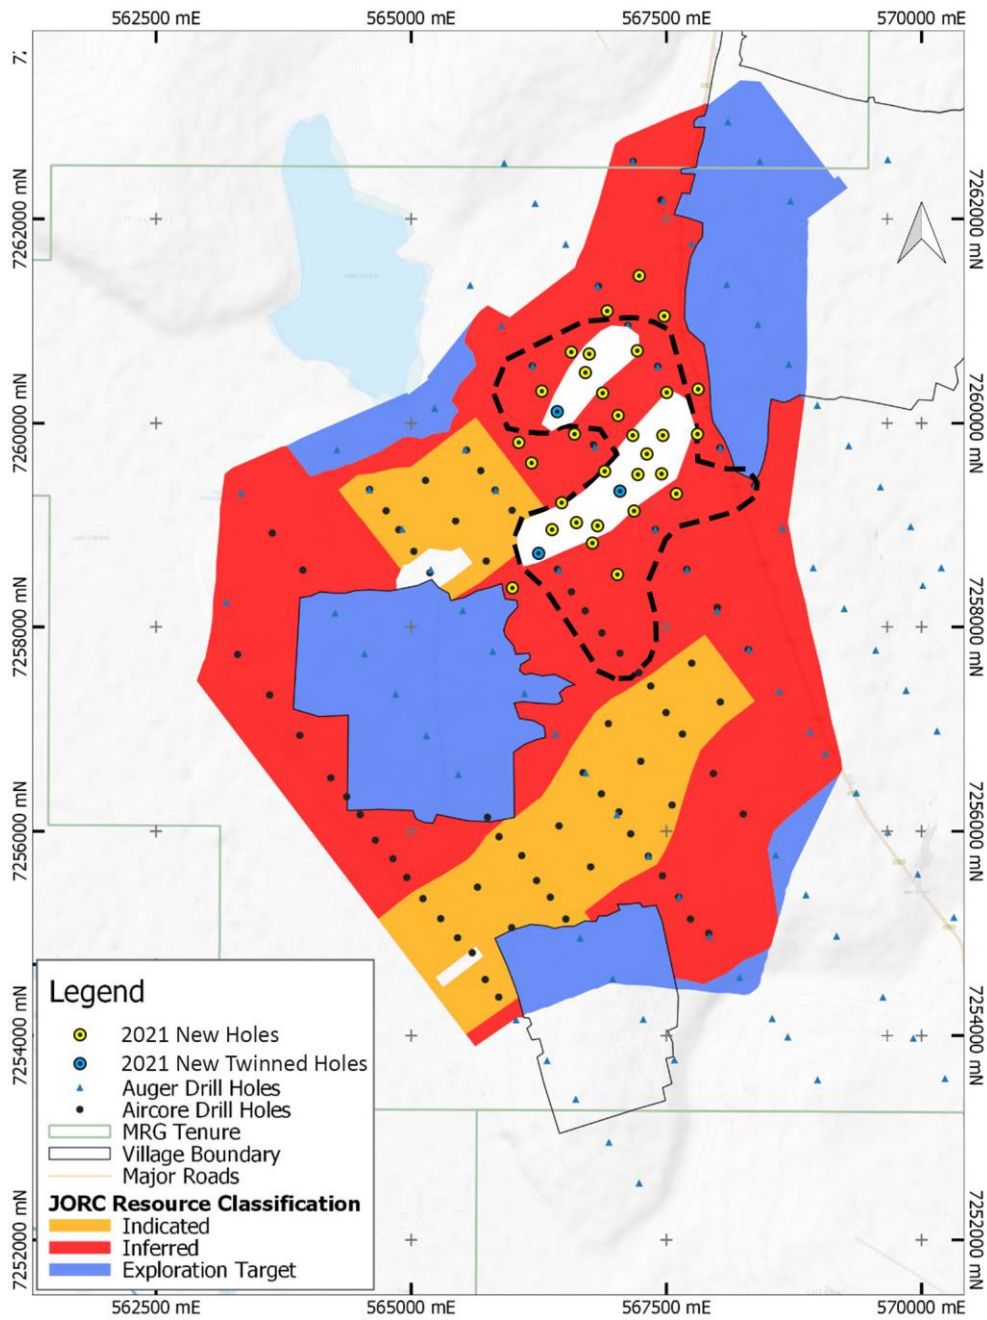 562500 mE
565000 mE
567500 mE
570000 mE
7262000 mN
7262000 mN
7260000 mN
7260000 mN
7258000 mN
7258000 mN
7256000 mN
7256000 mN
7254000 mN
7254000 mN
7252000 mN
7252000 mN
Legend
2021 New Holes
2021 New Twinned Holes
Auger Drill Holes
Aircore Drill Holes
MRG Tenure
Village Boundary
Major Roads
JORC Resource Classification
Indicated
Inferred
Exploration Target
562500 mE
565000 mE
567500 mE
570000 mE